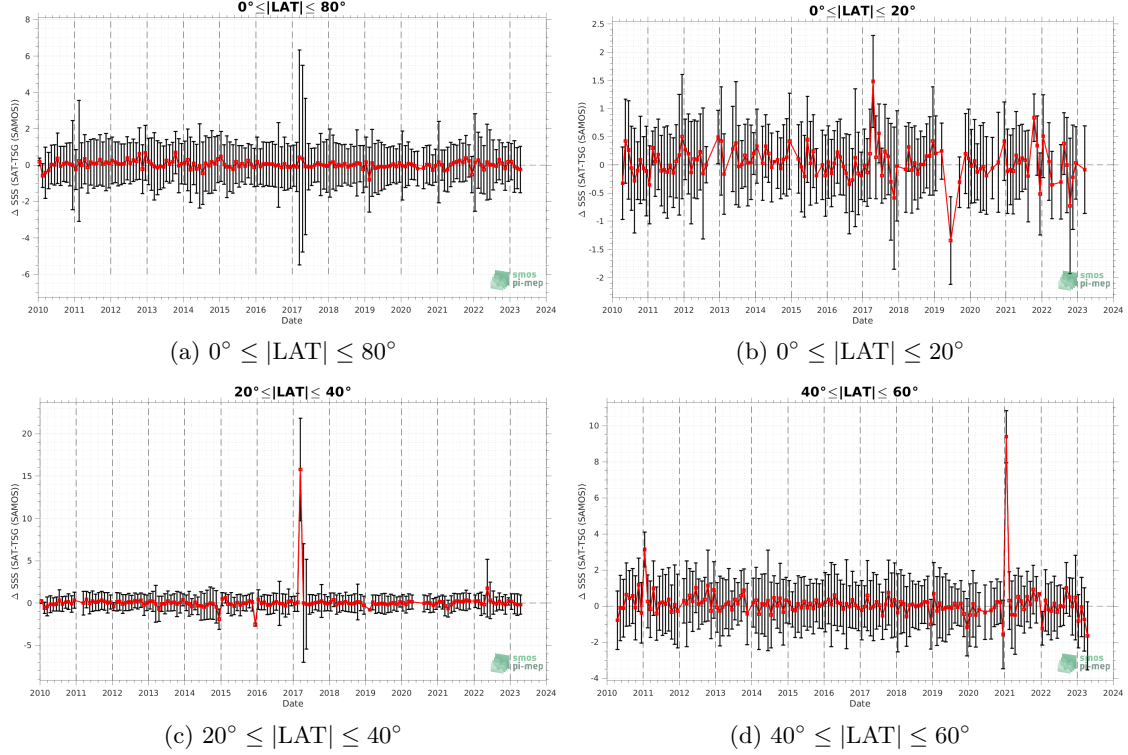 0°≤|LAT|≤ 80°
8
6
4
2
0
-2
-4
-6
Δ SSS (SAT-TSG (SAMOS))
2010 2011 2012 2013 2014 2015 2016 2017 2018 2019 2020 2021 2022 2023 2024
Date
smos
pi-mep
(a) 0° ≤ |LAT| ≤ 80°
0°≤|LAT|≤ 20°
2.5
2
1.5
1
0.5
0
-0.5
-1
-1.5
-2
Δ SSS (SAT-TSG (SAMOS))
2010 2011 2012 2013 2014 2015 2016 2017 2018 2019 2020 2021 2022 2023 2024
Date
smos
pi-mep
(b) 0° ≤ |LAT| ≤ 20°
20°≤|LAT|≤ 40°
20
15
10
5
0
-5
Δ SSS (SAT-TSG (SAMOS))
2010 2011 2012 2013 2014 2015 2016 2017 2018 2019 2020 2021 2022 2023 2024
Date
smos
pi-mep
(c) 20° ≤ |LAT| ≤ 40°
40°≤|LAT|≤ 60°
10
8
6
4
2
0
-2
-4
Δ SSS (SAT-TSG (SAMOS))
2010 2011 2012 2013 2014 2015 2016 2017 2018 2019 2020 2021 2022 2023 2024
Date
smos
pi-mep
(d) 40° ≤ |LAT| ≤ 60°